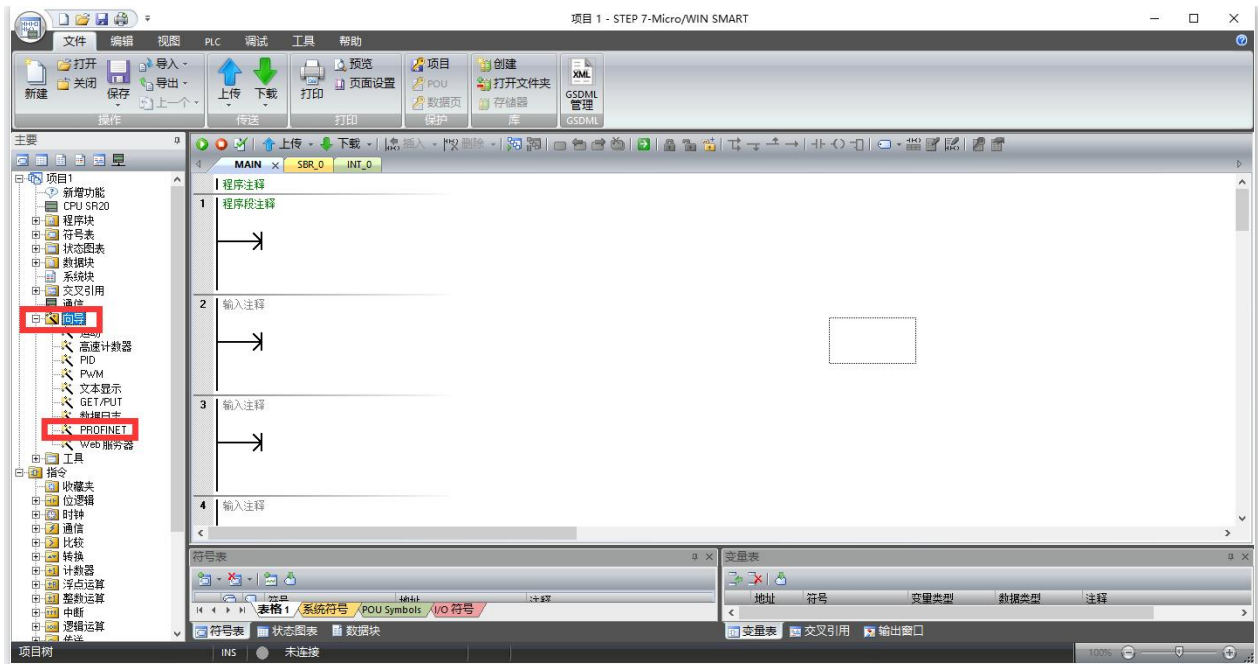 项目 1 - STEP 7-Micro/WIN SMART
文件 编辑 视图 PLC 调试 工具 帮助
新建 打开 关闭 保存 导入 导出 上一个
操作
上传 下载
传送
打印 预览 页面设置
打印
项目 POU 数据页
保护
创建 打开文件夹 存储器
库
XML GSDML 管理
GSDML
主要
项目1
新增功能
CPU SR20
程序块
符号表
状态图表
数据块
系统块
交叉引用
通信
向导
运动
高速计数器
PID
PWM
文本显示
GET/PUT
数据日志
PROFINET
Web 服务器
工具
指令
收藏夹
位逻辑
时钟
通信
比较
转换
计数器
浮点运算
整数运算
中断
逻辑运算
传送
上传 下载 插入 删除
MAIN SBR_0 INT_0
程序注释
1 程序段注释
2 输入注释
3 输入注释
4 输入注释
符号表
符号 地址 注释
表格 1 系统符号 POU Symbols I/O 符号
符号表 状态图表 数据块
变量表
地址 符号 变量类型 数据类型 注释
变量表 交叉引用 输出窗口
项目树 INS 未连接 100%